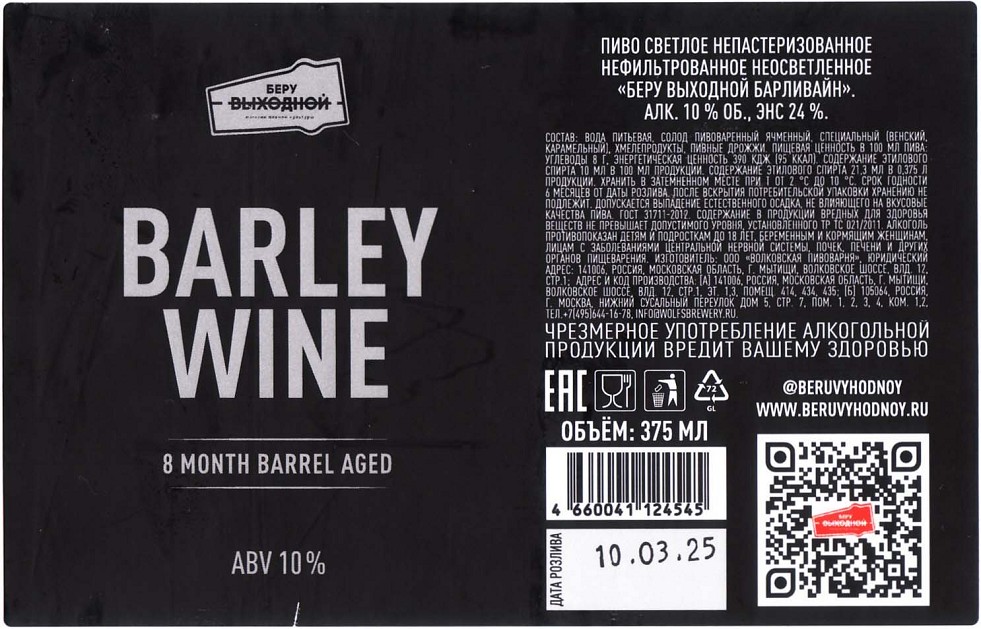 БЕРУ
ВЫХОДНОЙ
BARLEY
WINE
8 MONTH BARREL AGED
ABV 10%
ПИВО СВЕТЛОЕ НЕПАСТЕРИЗОВАННОЕ
НЕФИЛЬТРОВАННОЕ НЕОСВЕТЛЕННОЕ
«БЕРУ ВЫХОДНОЙ БАРЛИВАЙН».
АЛК. 10 % ОБ., ЭНС 24 %.
СОСТАВ: ВОДА ПИТЬЕВАЯ, СОЛОД ПИВОВАРЕННЫЙ ЯЧМЕННЫЙ, СПЕЦИАЛЬНЫЙ (ВЕНСКИЙ,
КАРАМЕЛЬНЫЙ), ХМЕЛЕПРОДУКТЫ, ПИВНЫЕ ДРОЖЖИ. ПИЩЕВАЯ ЦЕННОСТЬ В 100 МЛ ПИВА:
УГЛЕВОДЫ 8 Г, ЭНЕРГЕТИЧЕСКАЯ ЦЕННОСТЬ 390 КДЖ (95 ККАЛ). СОДЕРЖАНИЕ ЭТИЛОВОГО
СПИРТА 10 МЛ В 100 МЛ ПРОДУКЦИИ. СОДЕРЖАНИЕ ЭТИЛОВОГО СПИРТА 21,3 МЛ В 0,375 Л
ПРОДУКЦИИ. ХРАНИТЬ В ЗАТЕМНЕННОМ МЕСТЕ ПРИ Т ОТ 2 °С ДО 10 °С. СРОК ГОДНОСТИ
6 МЕСЯЦЕВ ОТ ДАТЫ РОЗЛИВА. ПОСЛЕ ВСКРЫТИЯ ПОТРЕБИТЕЛЬСКОЙ УПАКОВКИ ХРАНЕНИЮ НЕ
ПОДЛЕЖИТ. ДОПУСКАЕТСЯ ВЫПАДЕНИЕ ЕСТЕСТВЕННОГО ОСАДКА, НЕ ВЛИЯЮЩЕГО НА ВКУСОВЫЕ
КАЧЕСТВА ПИВА. ГОСТ 31711-2012. СОДЕРЖАНИЕ В ПРОДУКЦИИ ВРЕДНЫХ ДЛЯ ЗДОРОВЬЯ
ВЕЩЕСТВ НЕ ПРЕВЫШАЕТ ДОПУСТИМОГО УРОВНЯ, УСТАНОВЛЕННОГО ТР ТС 021/2011. АЛКОГОЛЬ
ПРОТИВОПОКАЗАН ДЕТЯМ И ПОДРОСТКАМ ДО 18 ЛЕТ, БЕРЕМЕННЫМ И КОРМЯЩИМ ЖЕНЩИНАМ,
ЛИЦАМ С ЗАБОЛЕВАНИЯМИ ЦЕНТРАЛЬНОЙ НЕРВНОЙ СИСТЕМЫ, ПОЧЕК, ПЕЧЕНИ И ДРУГИХ
ОРГАНОВ ПИЩЕВАРЕНИЯ. ИЗГОТОВИТЕЛЬ: ООО «ВОЛКОВСКАЯ ПИВОВАРНЯ», ЮРИДИЧЕСКИЙ
АДРЕС: 141006, РОССИЯ, МОСКОВСКАЯ ОБЛАСТЬ, Г. МЫТИЩИ, ВОЛКОВСКОЕ ШОССЕ, ВЛД. 12,
СТР.1; АДРЕС И КОД ПРОИЗВОДСТВА: [А] 141006, РОССИЯ, МОСКОВСКАЯ ОБЛАСТЬ, Г. МЫТИЩИ,
ВОЛКОВСКОЕ ШОССЕ, ВЛД. 12, СТР.1, ЭТ. 1,3, ПОМЕЩ. 414, 434, 435; [Б] 105064, РОССИЯ,
Г. МОСКВА, НИЖНИЙ СУСАЛЬНЫЙ ПЕРЕУЛОК ДОМ 5, СТР. 7, ПОМ. 1, 2, 3, 4, КОМ. 1,2,
ТЕЛ.+7(495)644-16-78, INFO@WOLFSBREWERY.RU.
ЧРЕЗМЕРНОЕ УПОТРЕБЛЕНИЕ АЛКОГОЛЬНОЙ
ПРОДУКЦИИ ВРЕДИТ ВАШЕМУ ЗДОРОВЬЮ
EAC
72
GL
ОБЪЁМ: 375 МЛ
4 660041 124545
ДАТА РОЗЛИВА
10.03.25
@BERUVYHODNOY
WWW.BERUVYHODNOY.RU
БЕРУ
ВЫХОДНОЙ